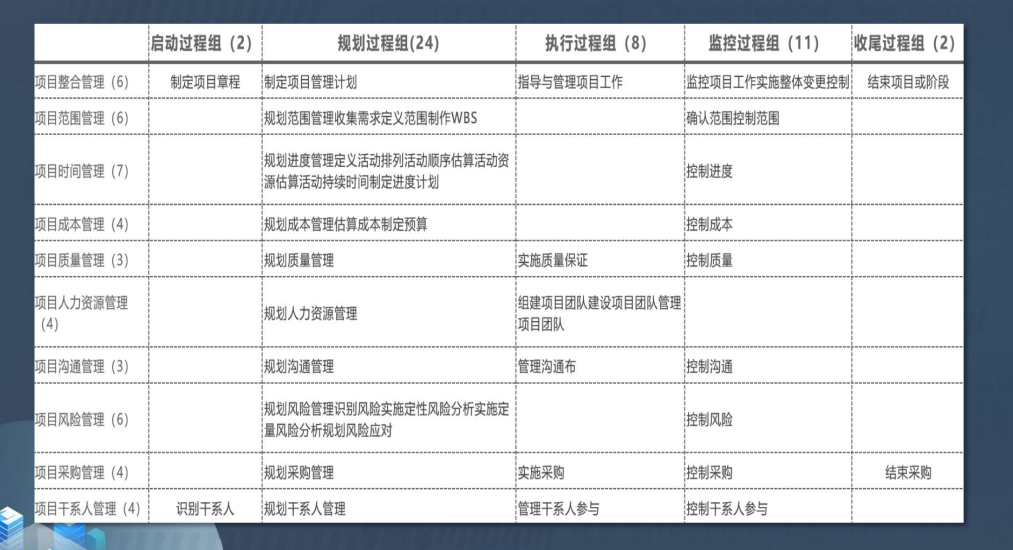 启动过程组（2） 规划过程组(24) 执行过程组（8） 监控过程组（11） 收尾过程组（2）
项目整合管理（6） 制定项目章程 制定项目管理计划 指导与管理项目工作 监控项目工作实施整体变更控制 结束项目或阶段
项目范围管理（6） 规划范围管理收集需求定义范围制作WBS 确认范围控制范围
项目时间管理（7） 规划进度管理定义活动排列活动顺序估算活动资
源估算活动持续时间制定进度计划 控制进度
项目成本管理（4） 规划成本管理估算成本制定预算 控制成本
项目质量管理（3） 规划质量管理 实施质量保证 控制质量
项目人力资源管理
（4） 规划人力资源管理 组建项目团队建设项目团队管理
项目团队
项目沟通管理（3） 规划沟通管理 管理沟通布 控制沟通
项目风险管理（6） 规划风险管理识别风险实施定性风险分析实施定
量风险分析规划风险应对 控制风险
项目采购管理（4） 规划采购管理 实施采购 控制采购 结束采购
项目干系人管理（4） 识别干系人 规划干系人管理 管理干系人参与 控制干系人参与